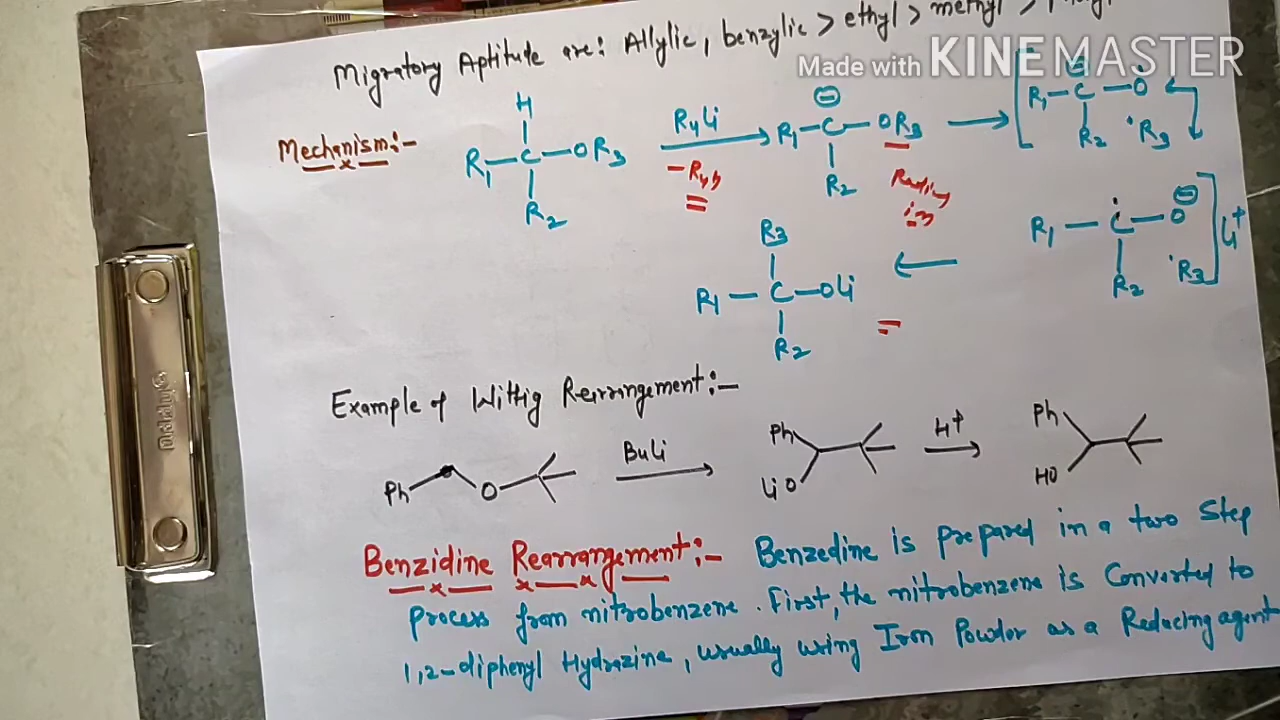 Migratory Aptitude are: Allylic, benzylic > ethyl > methyl >
Made with KINEMASTER
Mechanism:-
H
R1—C—OR3
R2
R4Li
-R4H
⊖
R1—C—OR3
R2
⊖
R1—C—Ȯ
R2 ·R3
R1—Ċ—O⊖
R2 ·R3
Li+
R3
R1—C—OLi
R2
Example of Wittig Rearrangement:-
Ph O
BuLi
Ph
LiO
H+
Ph
HO
Benzidine Rearrangement:- Benzedine is prepared in a two step
process from nitrobenzene. First, the nitrobenzene is Converted to
1,2-diphenyl Hydrazine, usually using Iron Powder as a Reducing agent
Sappo